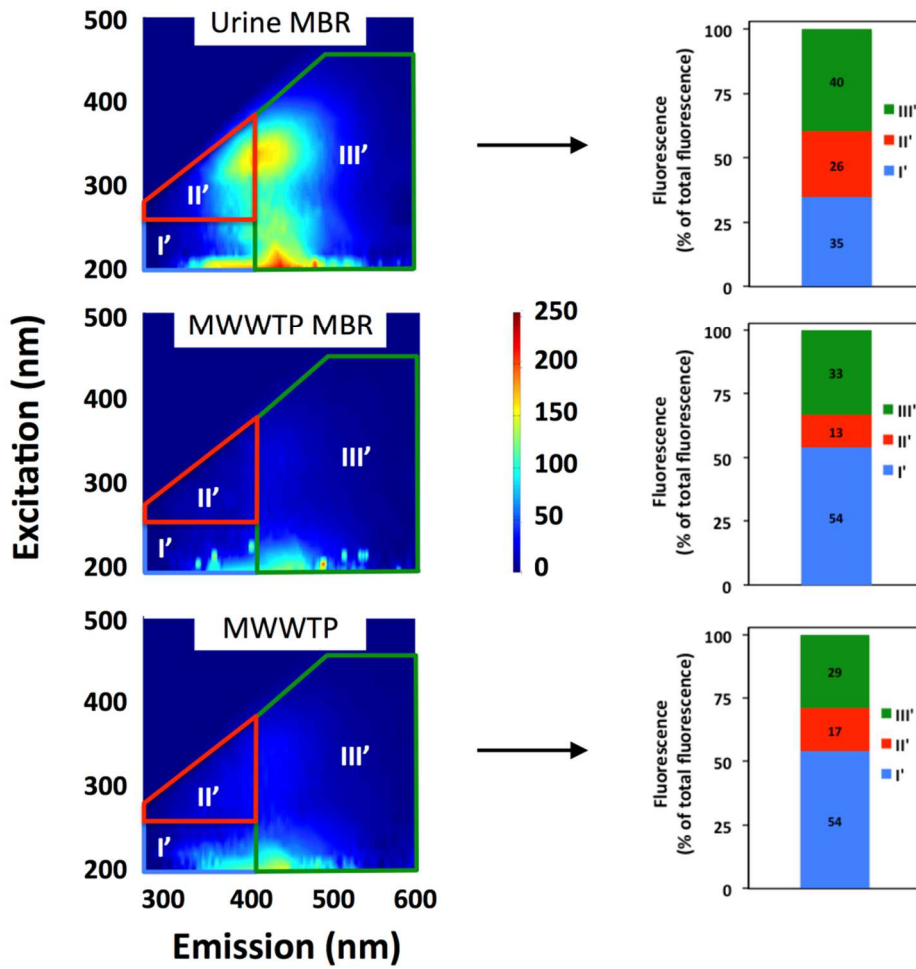 Urine MBR
500
400
300
200
I'
II'
III'
Fluorescence
(% of total fluorescence)
100
75
50
25
0
40
26
35
III'
II'
I'
Excitation (nm)
MWWTP MBR
500
400
300
200
I'
II'
III'
250
200
150
100
50
0
Fluorescence
(% of total fluorescence)
100
75
50
25
0
33
13
54
III'
II'
I'
MWWTP
500
400
300
200
I'
II'
III'
300 400 500 600
Emission (nm)
Fluorescence
(% of total fluorescence)
100
75
50
25
0
29
17
54
III'
II'
I'